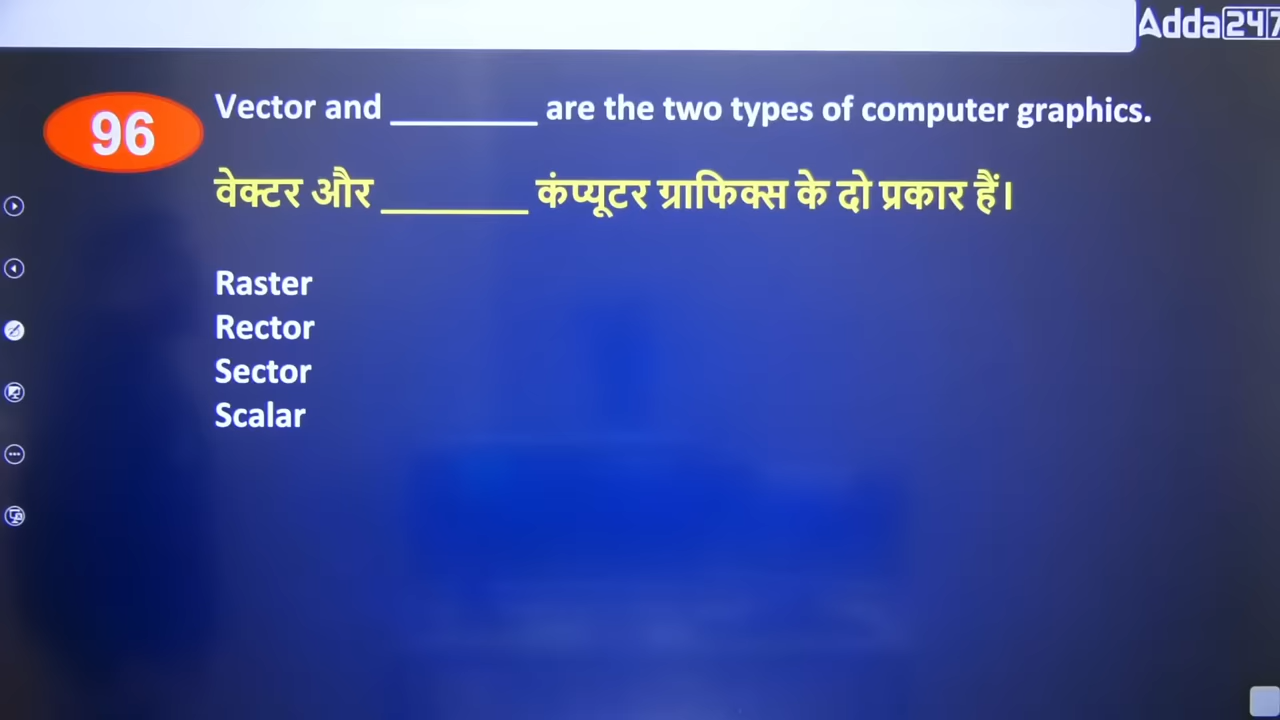 Adda247
96
Vector and ________ are the two types of computer graphics.
वेक्टर और ________ कंप्यूटर ग्राफिक्स के दो प्रकार हैं।
Raster
Rector
Sector
Scalar